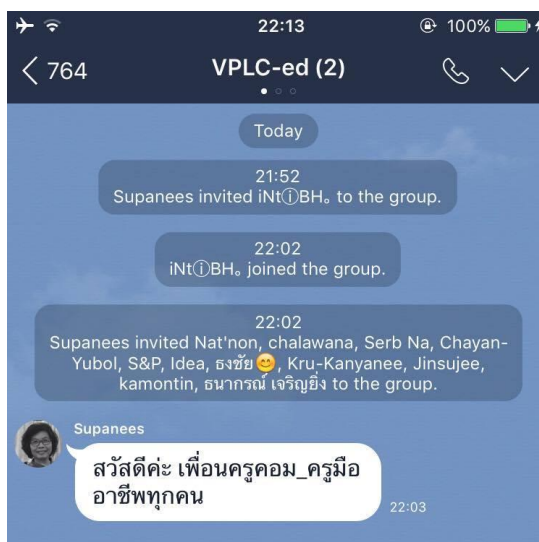 22:13
100%
764
VPLC-ed (2)
Today
21:52
Supanees invited iNtⓘBH。 to the group.
22:02
iNtⓘBH。 joined the group.
22:02
Supanees invited Nat'non, chalawana, Serb Na, Chayan-
Yubol, S&P, Idea, ธงชัย😊, Kru-Kanyanee, Jinsujee,
kamontin, ธนากรณ์ เจริญยิ่ง to the group.
Supanees
สวัสดีค่ะ เพื่อนครูคอม_ครูมือ
อาชีพทุกคน
22:03